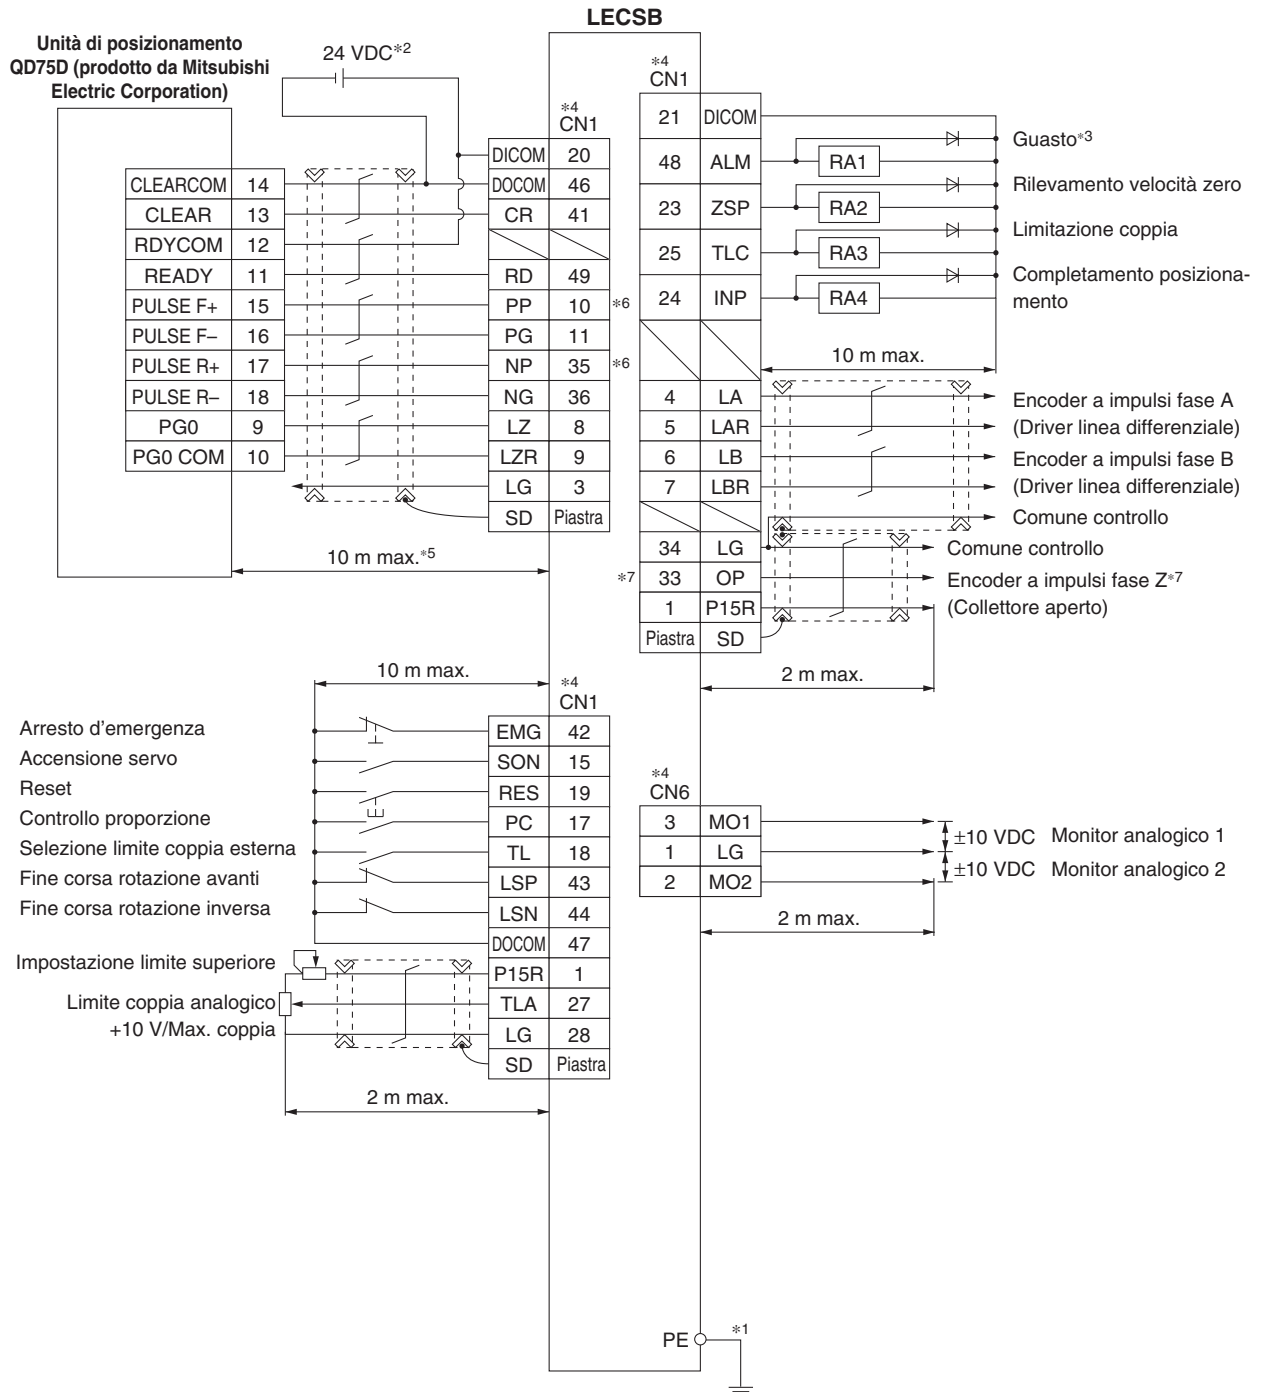 LECSB
Unità di posizionamento
QD75D (prodotto da Mitsubishi
Electric Corporation)
24 VDC*2
*4
CN1
DICOM 20
CLEARCOM 14 DOCOM 46
CLEAR 13 CR 41
RDYCOM 12
READY 11 RD 49
PULSE F+ 15 PP 10 *6
PULSE F– 16 PG 11
PULSE R+ 17 NP 35 *6
PULSE R– 18 NG 36
PG0 9 LZ 8
PG0 COM 10 LZR 9
LG 3
SD Piastra
10 m max.*5
*4
CN1
21 DICOM
48 ALM RA1 Guasto*3
23 ZSP RA2 Rilevamento velocità zero
25 TLC RA3 Limitazione coppia
24 INP RA4 Completamento posiziona-
mento
10 m max.
4 LA Encoder a impulsi fase A
5 LAR (Driver linea differenziale)
6 LB Encoder a impulsi fase B
7 LBR (Driver linea differenziale)
Comune controllo
34 LG Comune controllo
*7 33 OP Encoder a impulsi fase Z*7
1 P15R (Collettore aperto)
Piastra SD
2 m max.
10 m max.
*4
CN1
Arresto d'emergenza EMG 42
Accensione servo SON 15
Reset RES 19
Controllo proporzione PC 17
Selezione limite coppia esterna TL 18
Fine corsa rotazione avanti LSP 43
Fine corsa rotazione inversa LSN 44
DOCOM 47
Impostazione limite superiore P15R 1
Limite coppia analogico TLA 27
+10 V/Max. coppia LG 28
SD Piastra
2 m max.
*4
CN6
3 MO1
±10 VDC Monitor analogico 1
1 LG
±10 VDC Monitor analogico 2
2 MO2
2 m max.
PE *1